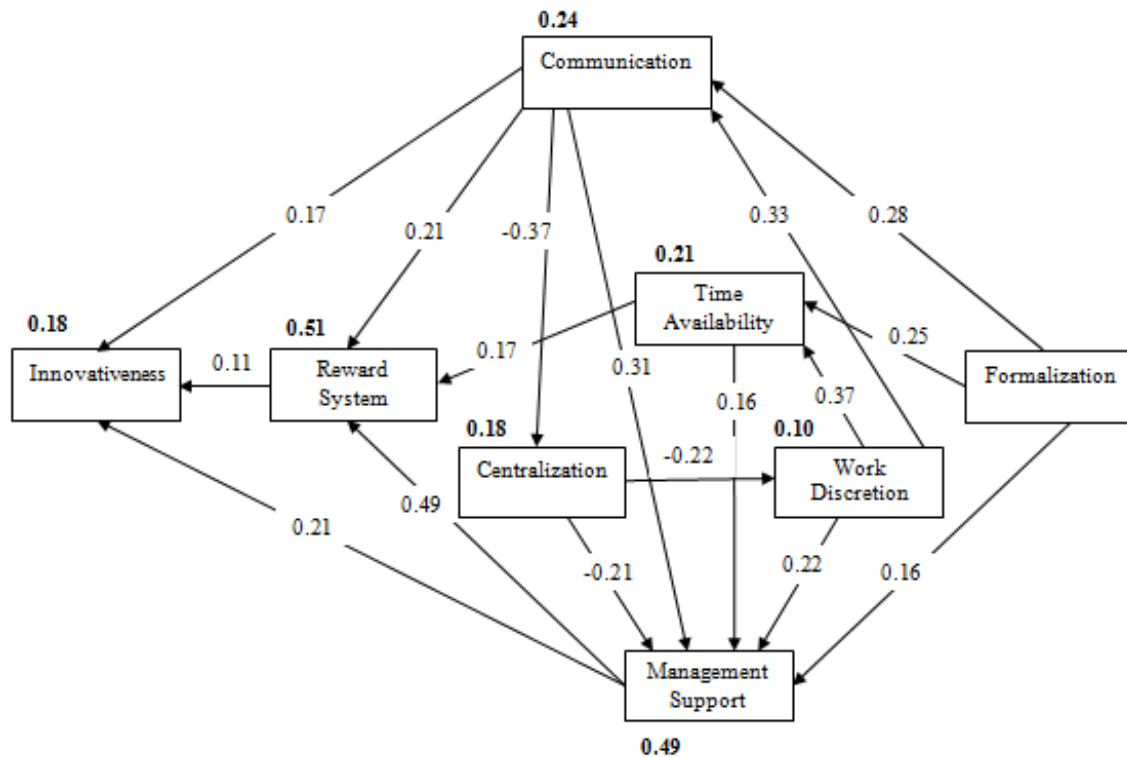 0.24
Communication
0.17
0.21
-0.37
0.33
0.28
0.21
Time
Availability
0.18
Innovativeness
0.11
0.51
Reward
System
0.17
0.31
0.16
0.37
0.25
Formalization
0.18
Centralization
-0.22
0.10
Work
Discretion
0.21
0.49
-0.21
0.22
0.16
Management
Support
0.49